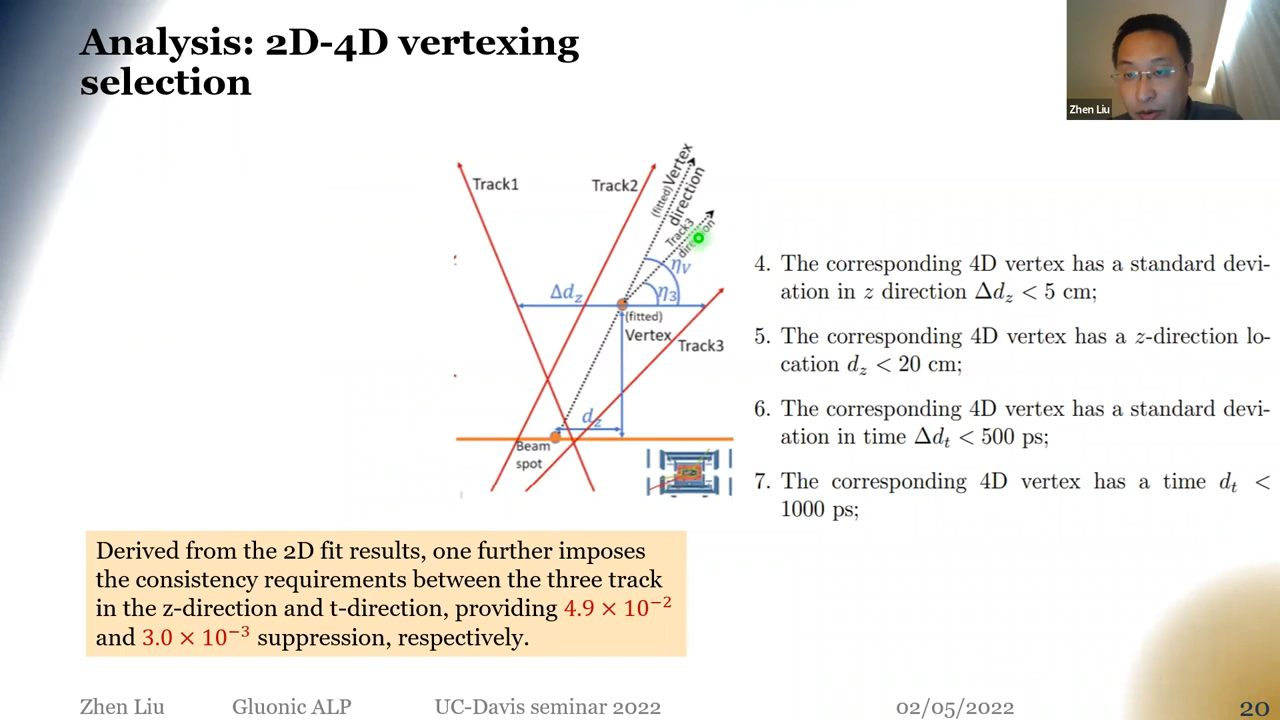 Analysis: 2D-4D vertexing
selection
Zhen Liu
Track1
Track2
(fitted) Vertex
direction
Track3
direction
ηV
η3
Δdz
(fitted)
Vertex
Track3
dz
Beam
spot
4. The corresponding 4D vertex has a standard devi-
ation in z direction Δdz < 5 cm;
5. The corresponding 4D vertex has a z-direction lo-
cation dz < 20 cm;
6. The corresponding 4D vertex has a standard devi-
ation in time Δdt < 500 ps;
7. The corresponding 4D vertex has a time dt <
1000 ps;
Derived from the 2D fit results, one further imposes
the consistency requirements between the three track
in the z-direction and t-direction, providing 4.9 × 10⁻²
and 3.0 × 10⁻³ suppression, respectively.
Zhen Liu Gluonic ALP UC-Davis seminar 2022 02/05/2022 20